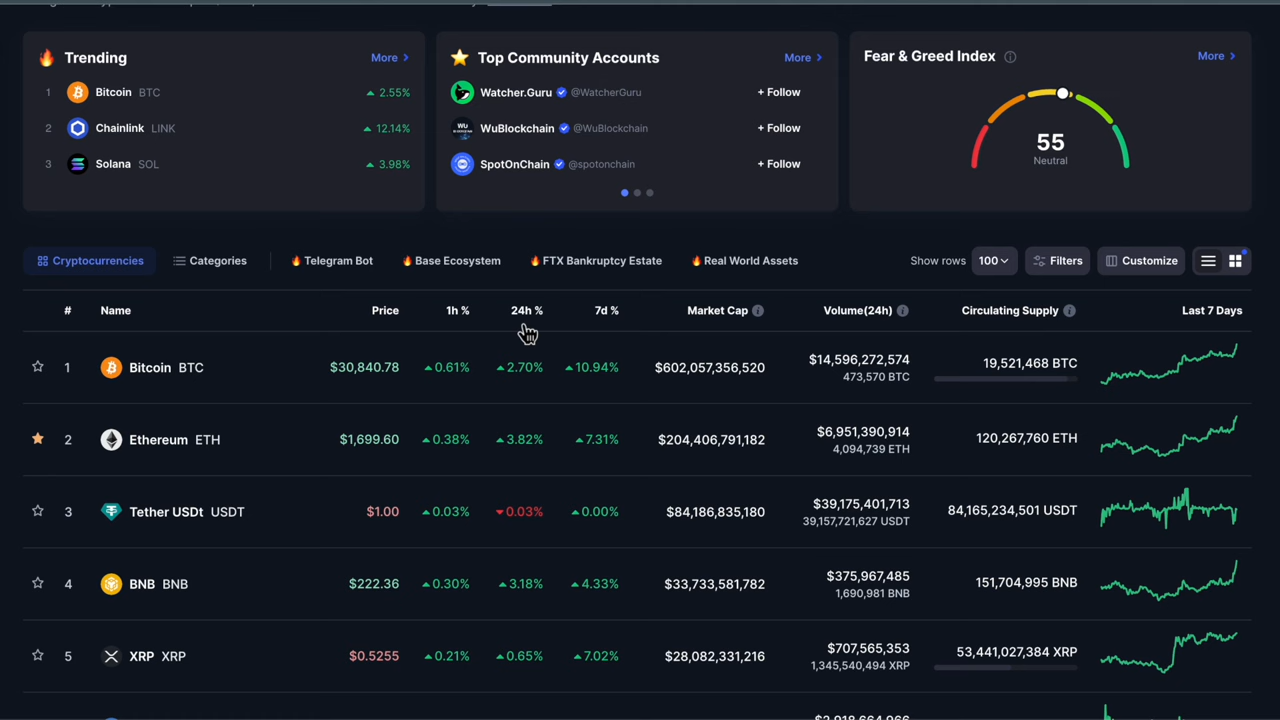 Trending
More >
1 Bitcoin BTC 2.55%
2 Chainlink LINK 12.14%
3 Solana SOL 3.98%
Top Community Accounts
More >
Watcher.Guru @WatcherGuru + Follow
WuBlockchain @WuBlockchain + Follow
SpotOnChain @spotonchain + Follow
Fear & Greed Index
More >
55
Neutral
Cryptocurrencies Categories Telegram Bot Base Ecosystem FTX Bankruptcy Estate Real World Assets Show rows 100 Filters Customize
# Name Price 1h % 24h % 7d % Market Cap Volume(24h) Circulating Supply Last 7 Days
1 Bitcoin BTC $30,840.78 0.61% 2.70% 10.94% $602,057,356,520 $14,596,272,574 19,521,468 BTC
473,570 BTC
2 Ethereum ETH $1,699.60 0.38% 3.82% 7.31% $204,406,791,182 $6,951,390,914 120,267,760 ETH
4,094,739 ETH
3 Tether USDt USDT $1.00 0.03% 0.03% 0.00% $84,186,835,180 $39,175,401,713 84,165,234,501 USDT
39,157,721,627 USDT
4 BNB BNB $222.36 0.30% 3.18% 4.33% $33,733,581,782 $375,967,485 151,704,995 BNB
1,690,981 BNB
5 XRP XRP $0.5255 0.21% 0.65% 7.02% $28,082,331,216 $707,565,353 53,441,027,384 XRP
1,345,540,494 XRP